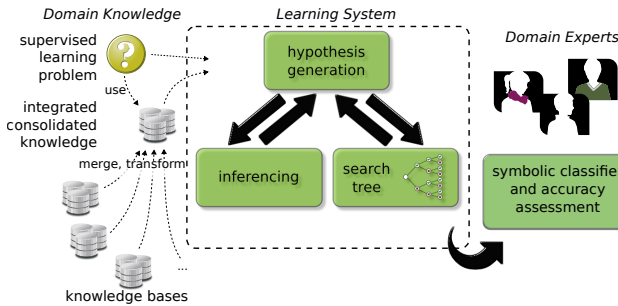 Domain Knowledge
Learning System
Domain Experts
supervised
learning
problem
?
use
integrated
consolidated
knowledge
merge, transform
...
knowledge bases
hypothesis
generation
inferencing
search
tree
symbolic classifie
and accuracy
assessment